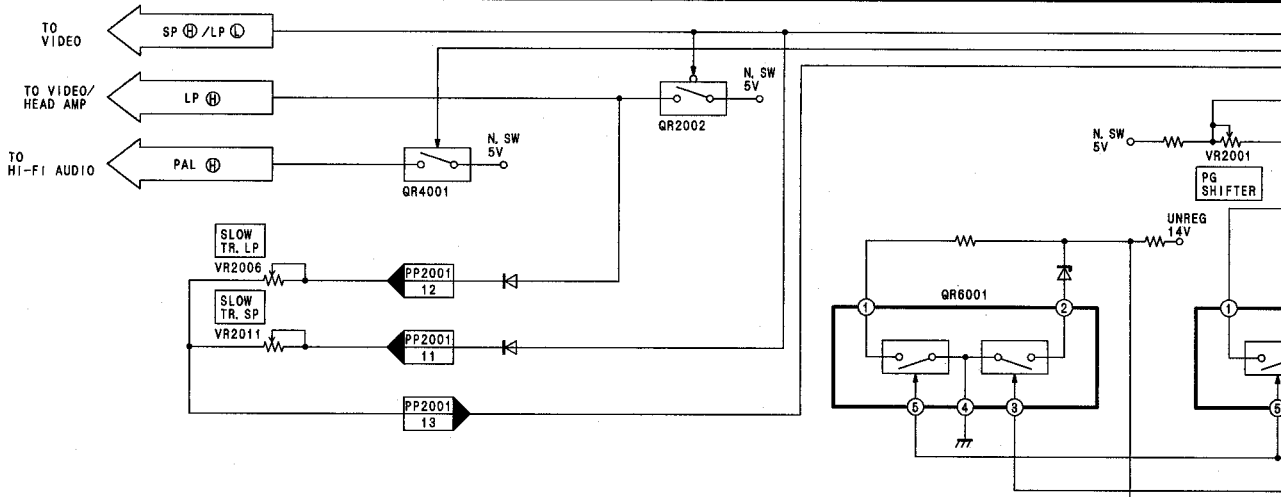 TO
VIDEO
SP Ⓗ /LP Ⓛ
TO VIDEO/
HEAD AMP
LP Ⓗ
N. SW
5V
QR2002
TO
HI-FI AUDIO
PAL Ⓗ
N. SW
5V
QR4001
N. SW
5V
VR2001
PG
SHIFTER
SLOW
TR. LP
VR2006
PP2001
12
SLOW
TR. SP
VR2011
PP2001
11
PP2001
13
UNREG
14V
QR6001
1
2
5
4
3
1
5